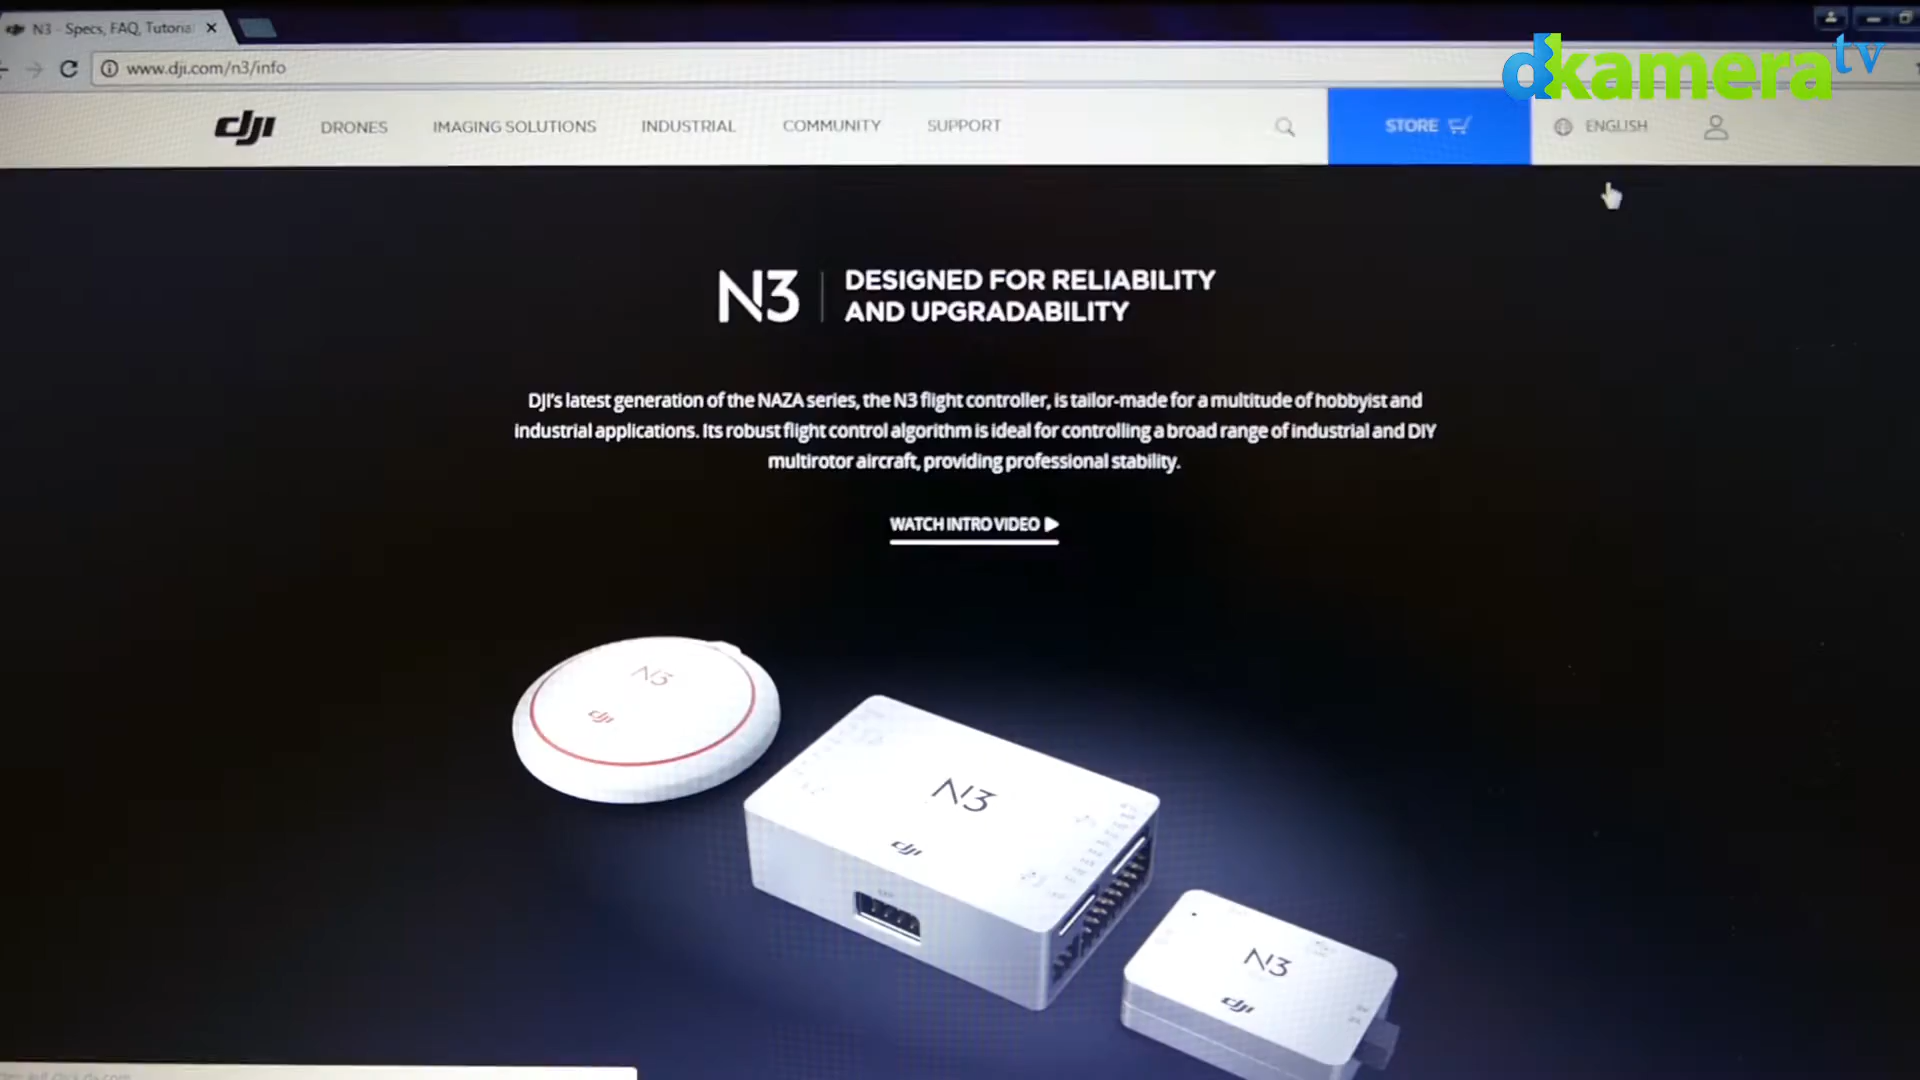 N3 - Specs, FAQ, Tutoria
www.dji.com/n3/info
dkamera tv
dji
DRONES
IMAGING SOLUTIONS
INDUSTRIAL
COMMUNITY
SUPPORT
STORE
ENGLISH
N3
DESIGNED FOR RELIABILITY
AND UPGRADABILITY
DJI's latest generation of the NAZA series, the N3 flight controller, is tailor-made for a multitude of hobbyist and
industrial applications. Its robust flight control algorithm is ideal for controlling a broad range of industrial and DIY
multirotor aircraft, providing professional stability.
WATCH INTRO VIDEO
N3
dji
N3
dji
N3
dji